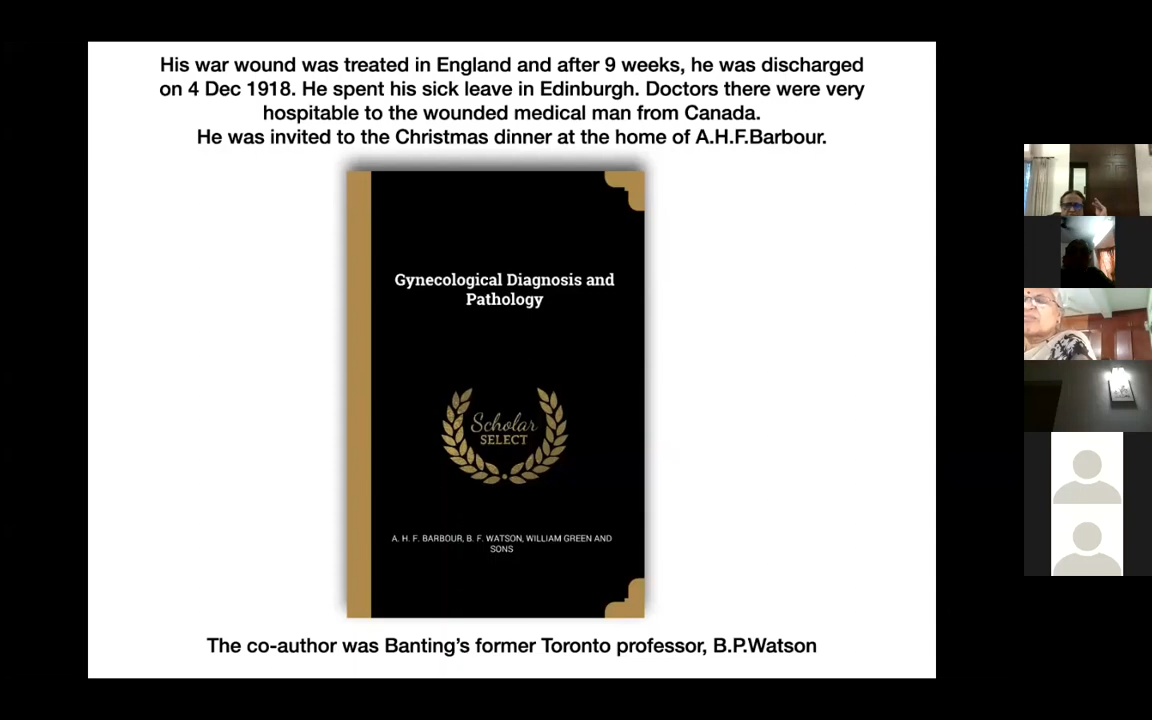 His war wound was treated in England and after 9 weeks, he was discharged
on 4 Dec 1918. He spent his sick leave in Edinburgh. Doctors there were very
hospitable to the wounded medical man from Canada.
He was invited to the Christmas dinner at the home of A.H.F.Barbour.
Gynecological Diagnosis and
Pathology
Scholar
SELECT
A. H. F. BARBOUR, B. F. WATSON, WILLIAM GREEN AND
SONS
The co-author was Banting’s former Toronto professor, B.P.Watson